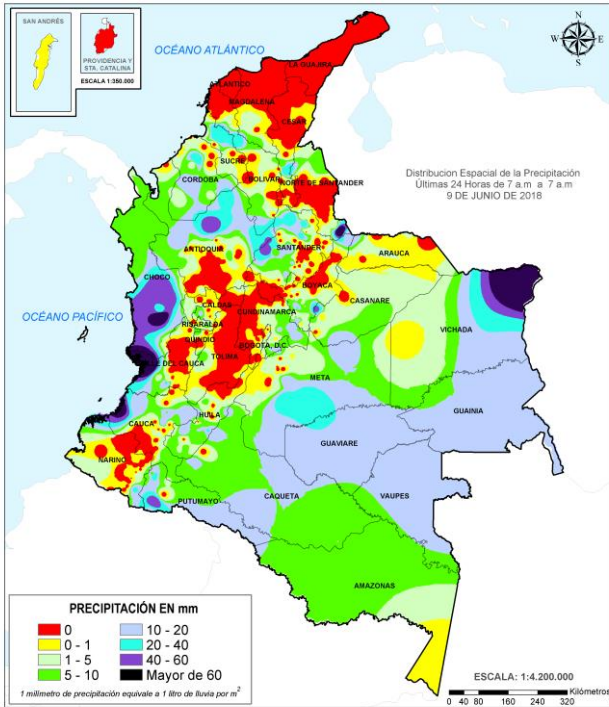 SAN ANDRÉS
PROVIDENCIA Y
STA. CATALINA
ESCALA 1:350.000
OCÉANO ATLÁNTICO
N
W
E
S
LA GUAJIRA
ATLANTICO
MAGDALENA
CESAR
SUCRE
BOLIVAR
NORTE DE SANTANDER
CORDOBA
Distribucion Espacial de la Precipitación
Últimas 24 Horas de 7 a.m a 7 a.m
9 DE JUNIO DE 2018
ANTIOQUIA
SANTANDER
ARAUCA
CHOCO
BOYACA
CASANARE
CALDAS
CUNDINAMARCA
OCÉANO PACÍFICO
RISARALDA
VICHADA
QUINDIO
BOGOTA, D.C.
TOLIMA
DEL CAUCA
META
GUAINIA
HUILA
CAUCA
GUAVIARE
NARIÑO
PUTUMAYO
CAQUETA
VAUPES
AMAZONAS
PRECIPITACIÓN EN mm
0
0 - 1
1 - 5
5 - 10
10 - 20
20 - 40
40 - 60
Mayor de 60
1 milimetro de precipitación equivale a 1 litro de lluvia por m2
ESCALA: 1:4.200.000
Kilómetros
0 40 80 160 240 320